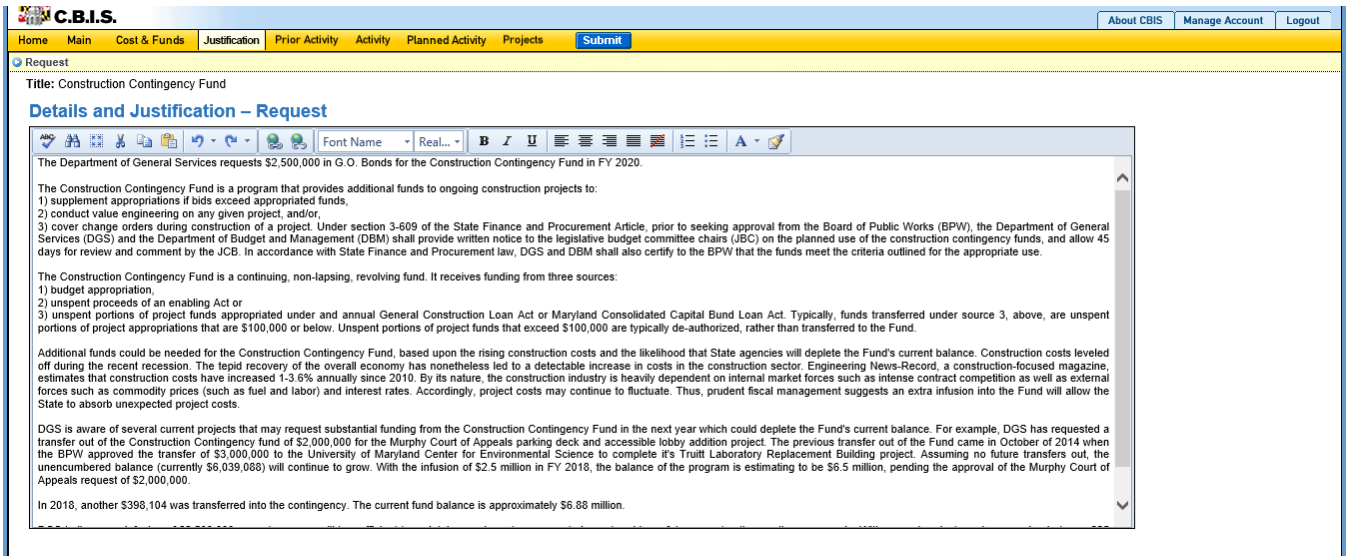 C.B.I.S.
About CBIS Manage Account Logout
Home Main Cost & Funds Justification Prior Activity Activity Planned Activity Projects Submit
Request
Title: Construction Contingency Fund
Details and Justification – Request
ABC Font Name Real... B I U A
The Department of General Services requests $2,500,000 in G.O. Bonds for the Construction Contingency Fund in FY 2020.
The Construction Contingency Fund is a program that provides additional funds to ongoing construction projects to:
1) supplement appropriations if bids exceed appropriated funds,
2) conduct value engineering on any given project, and/or,
3) cover change orders during construction of a project. Under section 3-609 of the State Finance and Procurement Article, prior to seeking approval from the Board of Public Works (BPW), the Department of General
Services (DGS) and the Department of Budget and Management (DBM) shall provide written notice to the legislative budget committee chairs (JBC) on the planned use of the construction contingency funds, and allow 45
days for review and comment by the JCB. In accordance with State Finance and Procurement law, DGS and DBM shall also certify to the BPW that the funds meet the criteria outlined for the appropriate use.
The Construction Contingency Fund is a continuing, non-lapsing, revolving fund. It receives funding from three sources:
1) budget appropriation,
2) unspent proceeds of an enabling Act or
3) unspent portions of project funds appropriated under and annual General Construction Loan Act or Maryland Consolidated Capital Bund Loan Act. Typically, funds transferred under source 3, above, are unspent
portions of project appropriations that are $100,000 or below. Unspent portions of project funds that exceed $100,000 are typically de-authorized, rather than transferred to the Fund.
Additional funds could be needed for the Construction Contingency Fund, based upon the rising construction costs and the likelihood that State agencies will deplete the Fund's current balance. Construction costs leveled
off during the recent recession. The tepid recovery of the overall economy has nonetheless led to a detectable increase in costs in the construction sector. Engineering News-Record, a construction-focused magazine,
estimates that construction costs have increased 1-3.6% annually since 2010. By its nature, the construction industry is heavily dependent on internal market forces such as intense contract competition as well as external
forces such as commodity prices (such as fuel and labor) and interest rates. Accordingly, project costs may continue to fluctuate. Thus, prudent fiscal management suggests an extra infusion into the Fund will allow the
State to absorb unexpected project costs.
DGS is aware of several current projects that may request substantial funding from the Construction Contingency Fund in the next year which could deplete the Fund's current balance. For example, DGS has requested a
transfer out of the Construction Contingency fund of $2,000,000 for the Murphy Court of Appeals parking deck and accessible lobby addition project. The previous transfer out of the Fund came in October of 2014 when
the BPW approved the transfer of $3,000,000 to the University of Maryland Center for Environmental Science to complete it's Truitt Laboratory Replacement Building project. Assuming no future transfers out, the
unencumbered balance (currently $6,039,088) will continue to grow. With the infusion of $2.5 million in FY 2018, the balance of the program is estimating to be $6.5 million, pending the approval of the Murphy Court of
Appeals request of $2,000,000.
In 2018, another $398,104 was transferred into the contingency. The current fund balance is approximately $6.88 million.